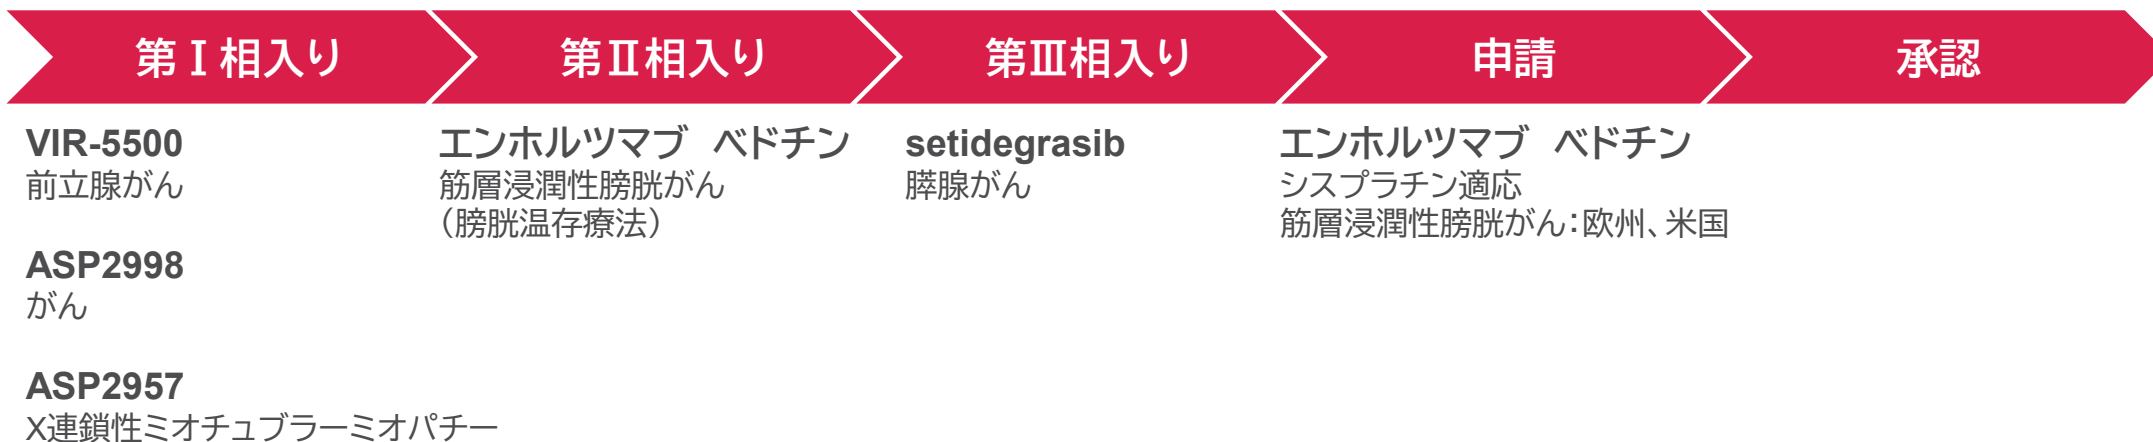 第Ⅰ相入り
第Ⅱ相入り
第Ⅲ相入り
申請
承認
VIR-5500
前立腺がん
ASP2998
がん
ASP2957
X連鎖性ミオチュブラーミオパチー
エンホルツマブ　ベドチン
筋層浸潤性膀胱がん
（膀胱温存療法）
setidegrasib
膵腺がん
エンホルツマブ　ベドチン
シスプラチン適応
筋層浸潤性膀胱がん：欧州、米国